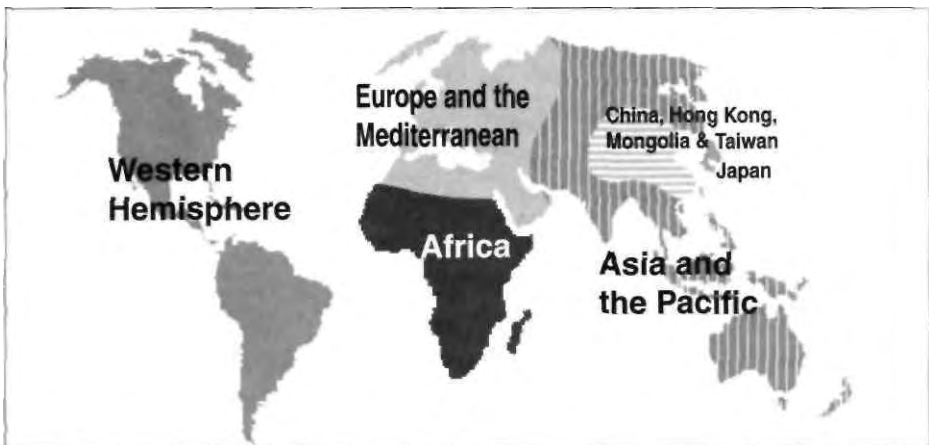 Europe and the
Mediterranean
China, Hong Kong,
Mongolia & Taiwan
Japan
Western
Hemisphere
Africa
Asia and
the Pacific